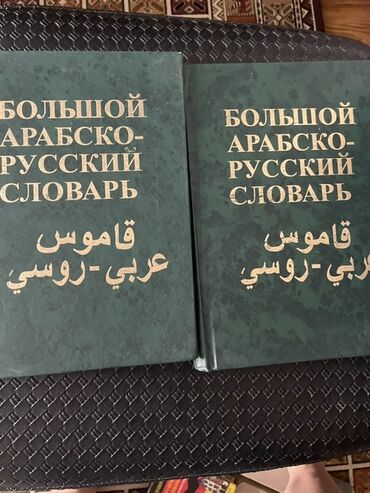 БОЛЬШОЙ
АРАБСКО-
РУССКИЙ
СЛОВАРЬ
قاموس
عربي - روسي
БОЛЬШОЙ
АРАБСКО-
РУССКИЙ
СЛОВАРЬ
قاموس
عربي - روسي